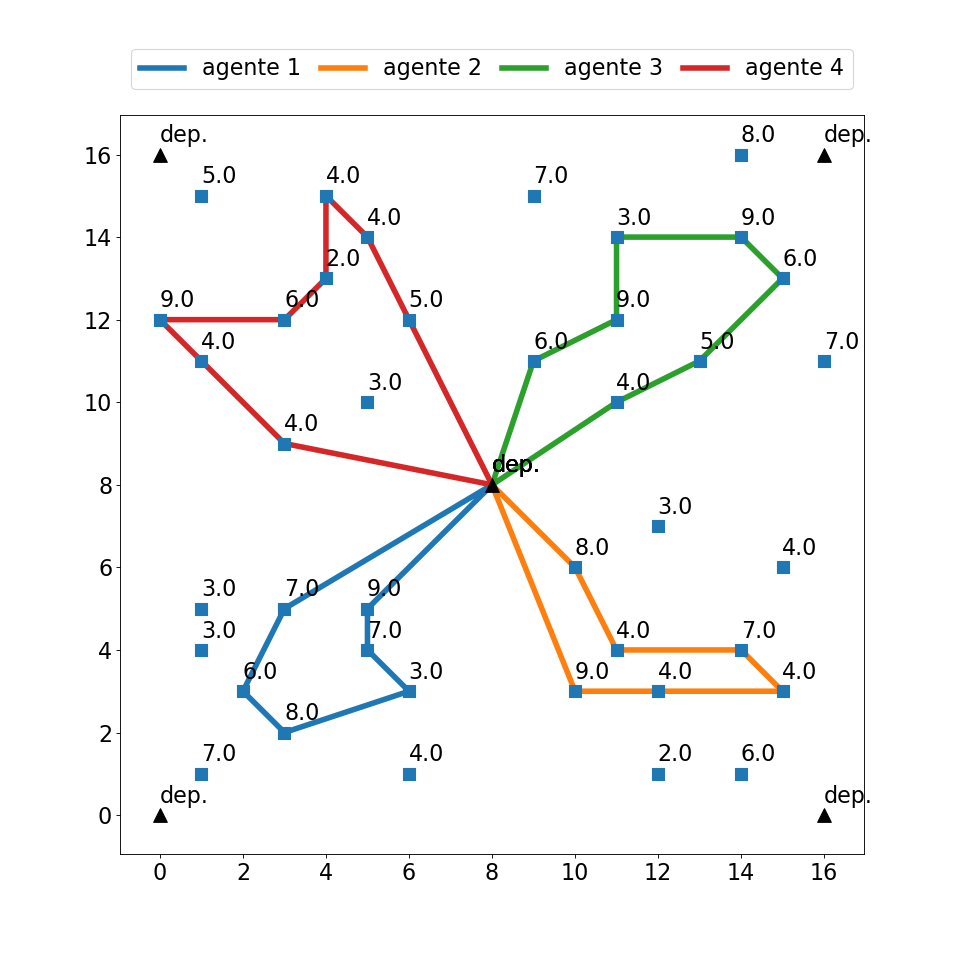 agente 1 agente 2 agente 3 agente 4
dep. 8.0 dep.
16
5.0 4.0 7.0
4.0 3.0 9.0
14
2.0 6.0
9.0 6.0 5.0 9.0
12
4.0 6.0 5.0 7.0
3.0 4.0
10
4.0
dep.
8
3.0
8.0 4.0
6
3.0 7.0 9.0
3.0 7.0 4.0 7.0
4
6.0 3.0 9.0 4.0 4.0
8.0
2
7.0 4.0 2.0 6.0
dep. dep.
0
0 2 4 6 8 10 12 14 16